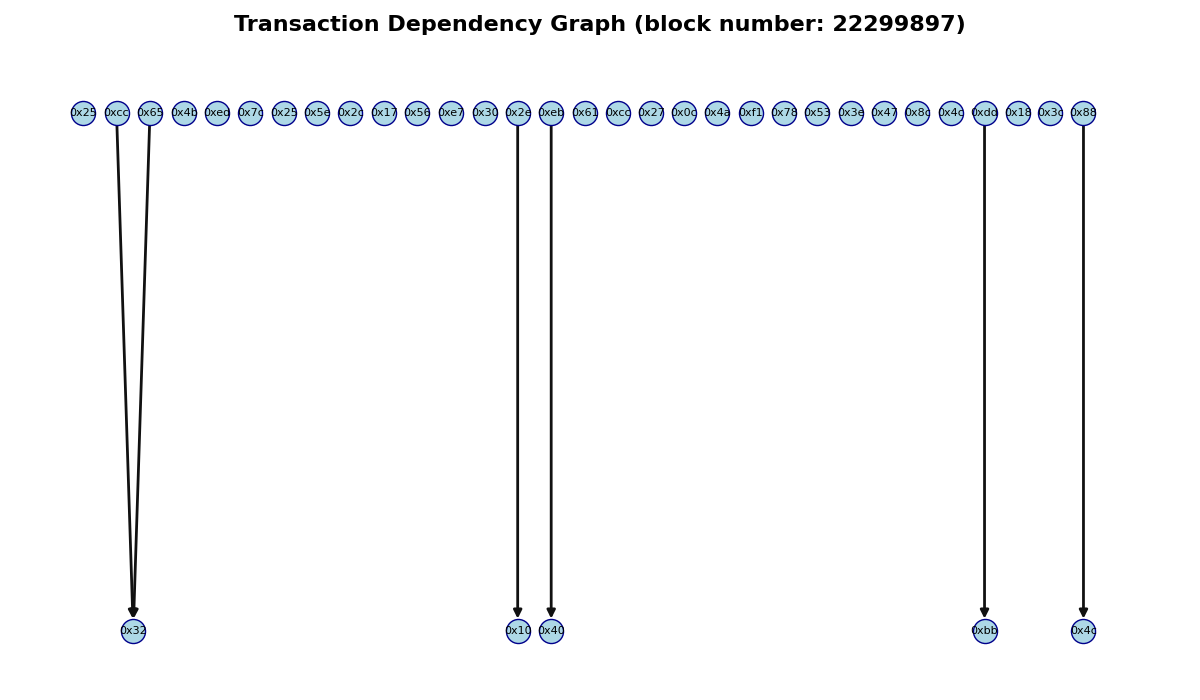 Transaction Dependency Graph (block number: 22299897)
0x25 0xcc 0x65 0x4b 0xed 0x7c 0x25 0x5e 0x2c 0x17 0x56 0xe7 0x30 0x2e 0xeb 0x61 0xcc 0x27 0x0c 0x4a 0xf1 0x78 0x53 0x3e 0x47 0x8c 0x4c 0xdd 0x18 0x3c 0x88
0x32 0x10 0x40 0xbb 0x4c